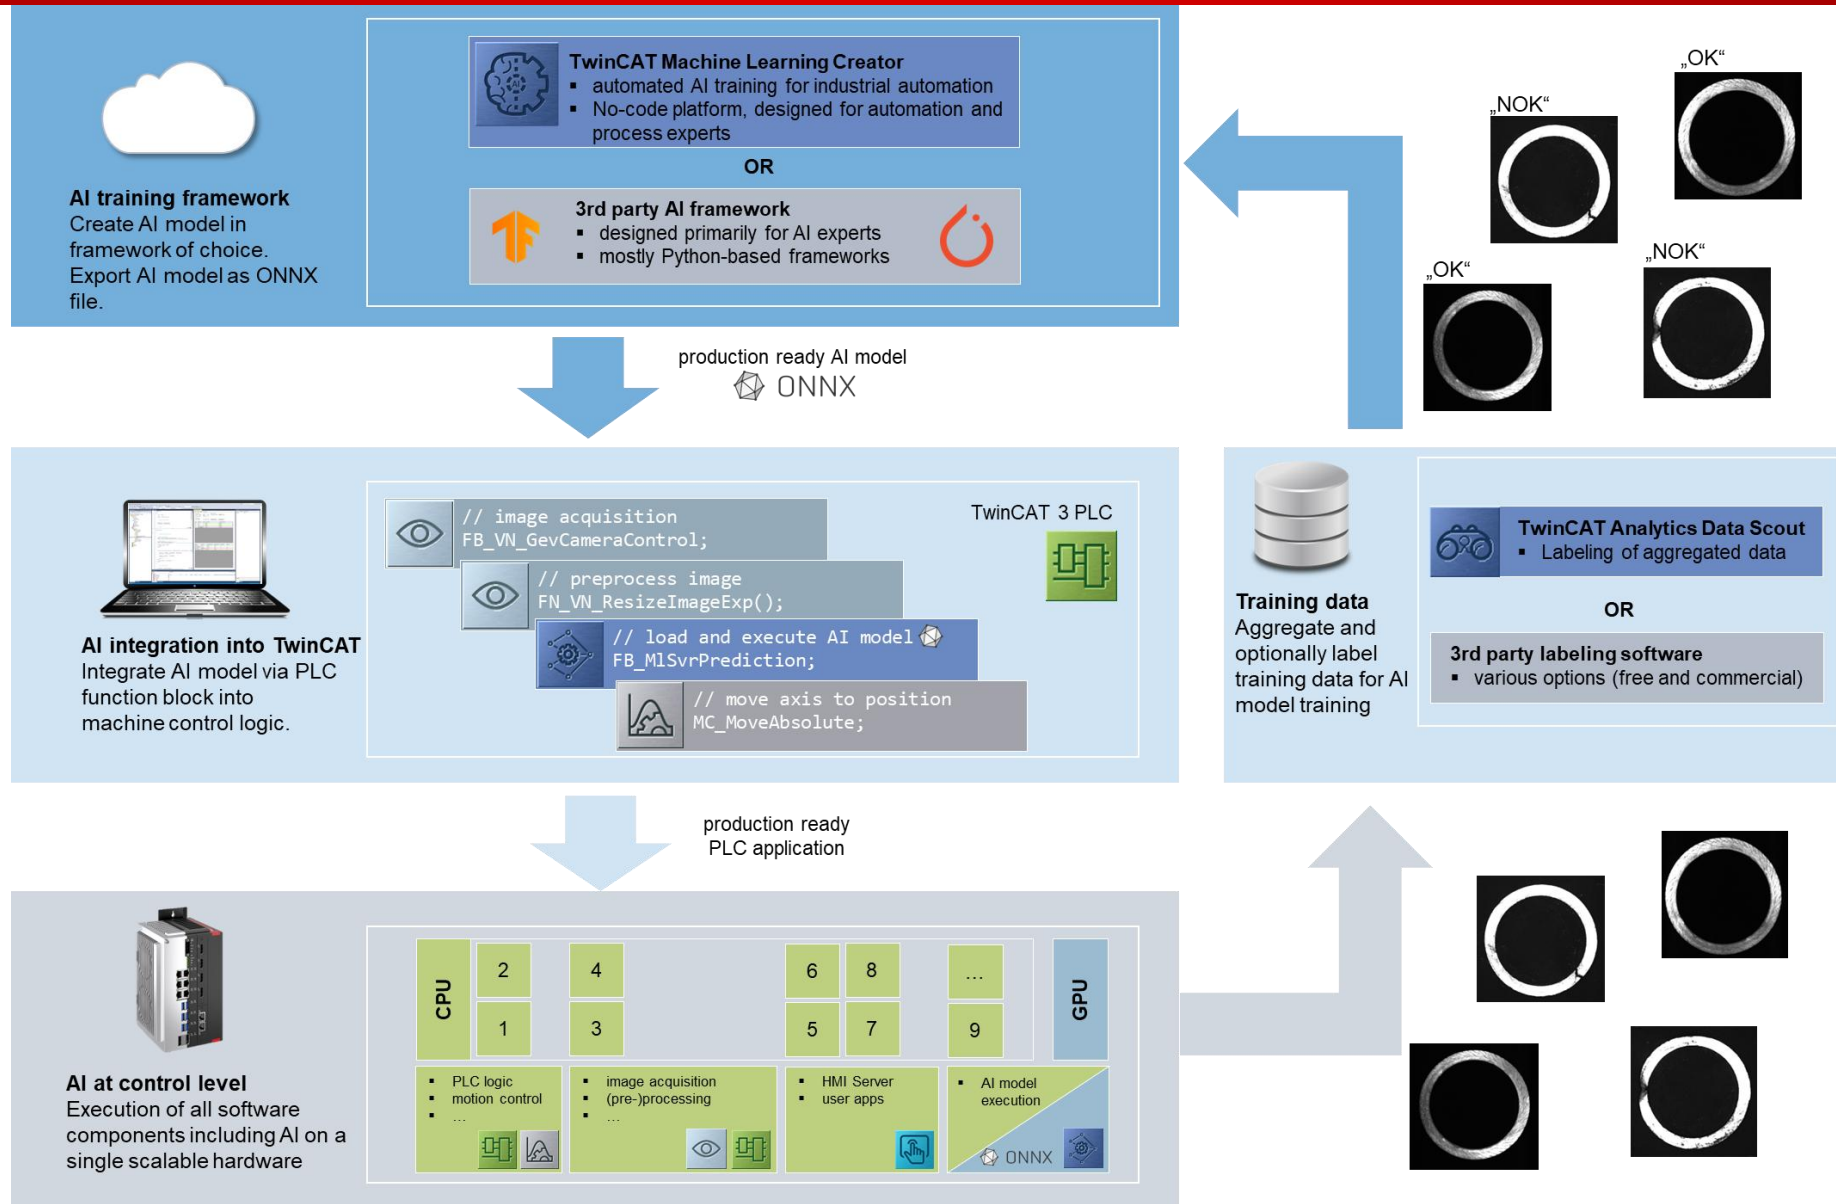 TwinCAT Machine Learning Creator
▪ automated AI training for industrial automation
▪ No-code platform, designed for automation and
process experts
AI
OR
3rd party AI framework
▪ designed primarily for AI experts
▪ mostly Python-based frameworks
AI training framework
Create AI model in
framework of choice.
Export AI model as ONNX
file.
„OK“
„NOK“
„OK“
„NOK“
production ready AI model
ONNX
AI integration into TwinCAT
Integrate AI model via PLC
function block into
machine control logic.
// image acquisition
FB_VN_GevCameraControl;
// preprocess image
FN_VN_ResizeImageExp();
// load and execute AI model
FB_MlSvrPrediction;
// move axis to position
MC_MoveAbsolute;
TwinCAT 3 PLC
Training data
Aggregate and
optionally label
training data for AI
model training
TwinCAT Analytics Data Scout
▪ Labeling of aggregated data
OR
3rd party labeling software
▪ various options (free and commercial)
production ready
PLC application
AI at control level
Execution of all software
components including AI on a
single scalable hardware
CPU
2
4
6
8
...
1
3
5
7
9
GPU
▪ PLC logic
▪ motion control
▪ ...
▪ image acquisition
▪ (pre-)processing
▪ ...
▪ HMI Server
▪ user apps
▪ AI model
execution
ONNX